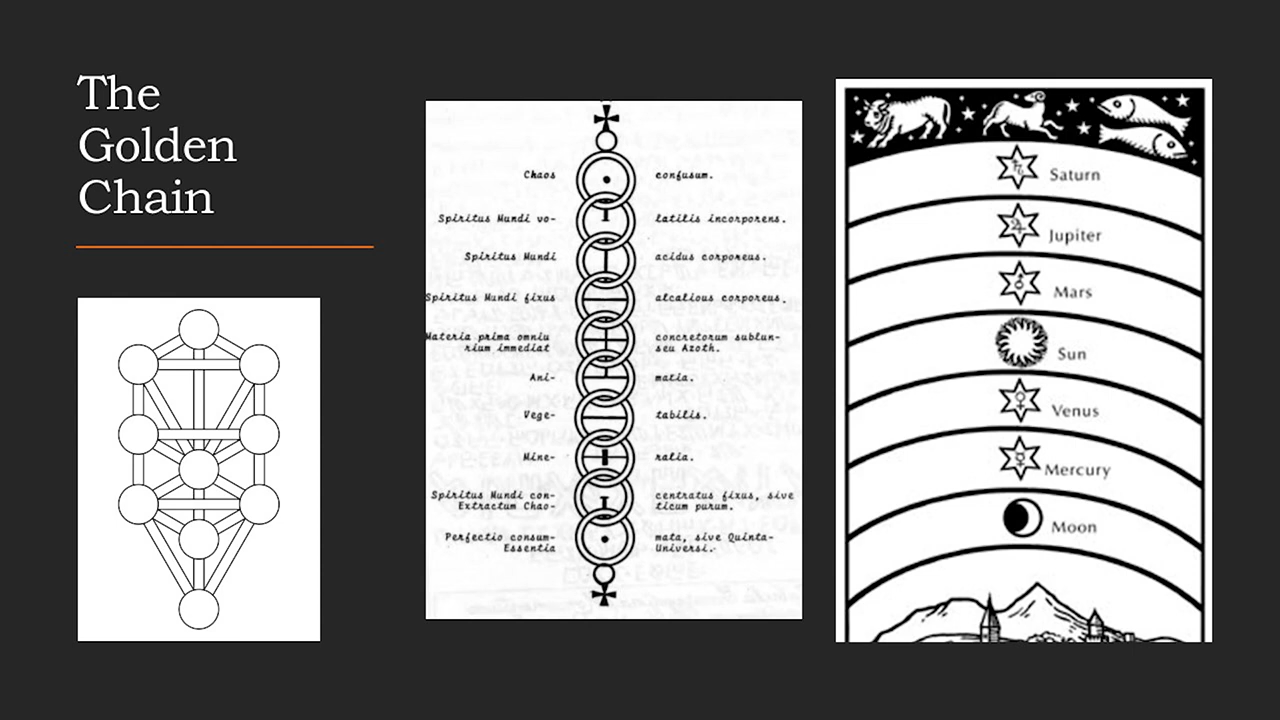 The
Golden
Chain
Chaos confusum.
Spiritus Mundi vo- latilis incorporens.
Spiritus Mundi acidus corporeus.
Spiritus Mundi fixus alcalious corporeus.
Materia prima omniu concretorum sublun-
rium immediat seu Azoth.
Ani- matia.
Vege- tabilis.
Mine- ralia.
Spiritus Mundi con- centratus fixus, sive
Extractum Chao- ticum purum.
Perfectio consum- mata, sive Quinta-
Essentia Universi.
Saturn
Jupiter
Mars
Sun
Venus
Mercury
Moon